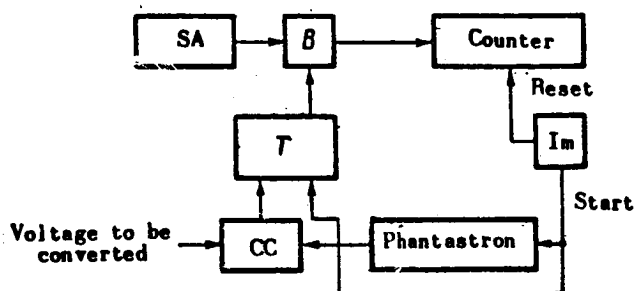 SA
B
Counter
Reset
T
Im
Start
Voltage to be
converted
CC
Phantastron